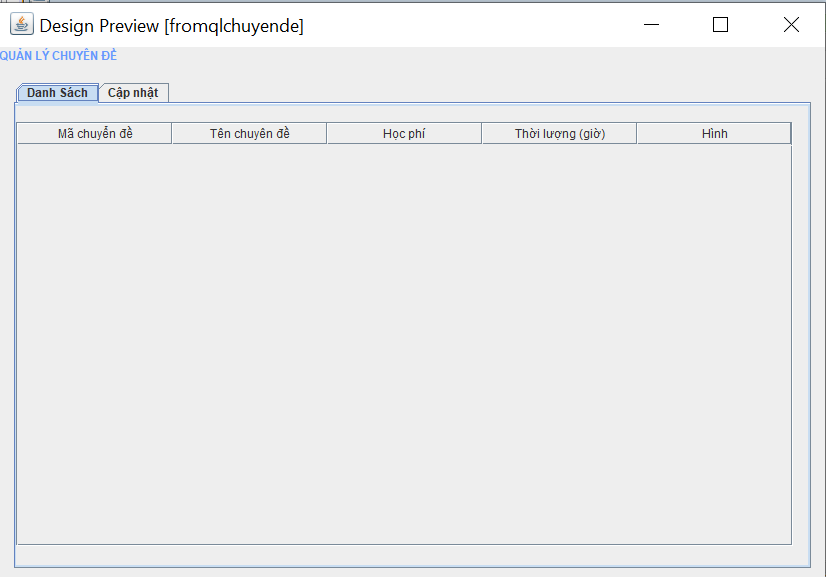 Design Preview [fromqlchuyende]
QUẢN LÝ CHUYÊN ĐỀ
Danh Sách Cập nhật
Mã chuyển đề Tên chuyên đề Học phí Thời lượng (giờ) Hình